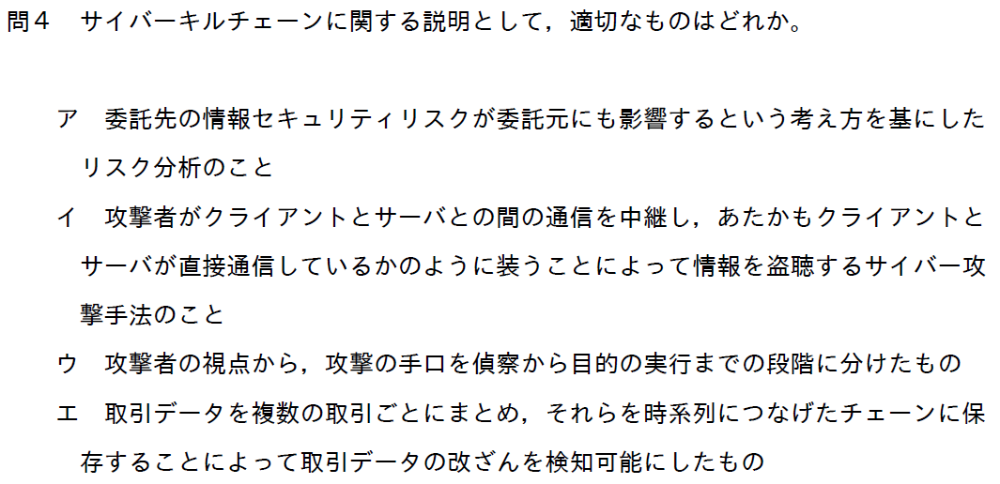 問４　サイバーキルチェーンに関する説明として，適切なものはどれか。
ア　委託先の情報セキュリティリスクが委託元にも影響するという考え方を基にした
リスク分析のこと
イ　攻撃者がクライアントとサーバとの間の通信を中継し，あたかもクライアントと
サーバが直接通信しているかのように装うことによって情報を盗聴するサイバー攻
撃手法のこと
ウ　攻撃者の視点から，攻撃の手口を偵察から目的の実行までの段階に分けたもの
エ　取引データを複数の取引ごとにまとめ，それらを時系列につなげたチェーンに保
存することによって取引データの改ざんを検知可能にしたもの